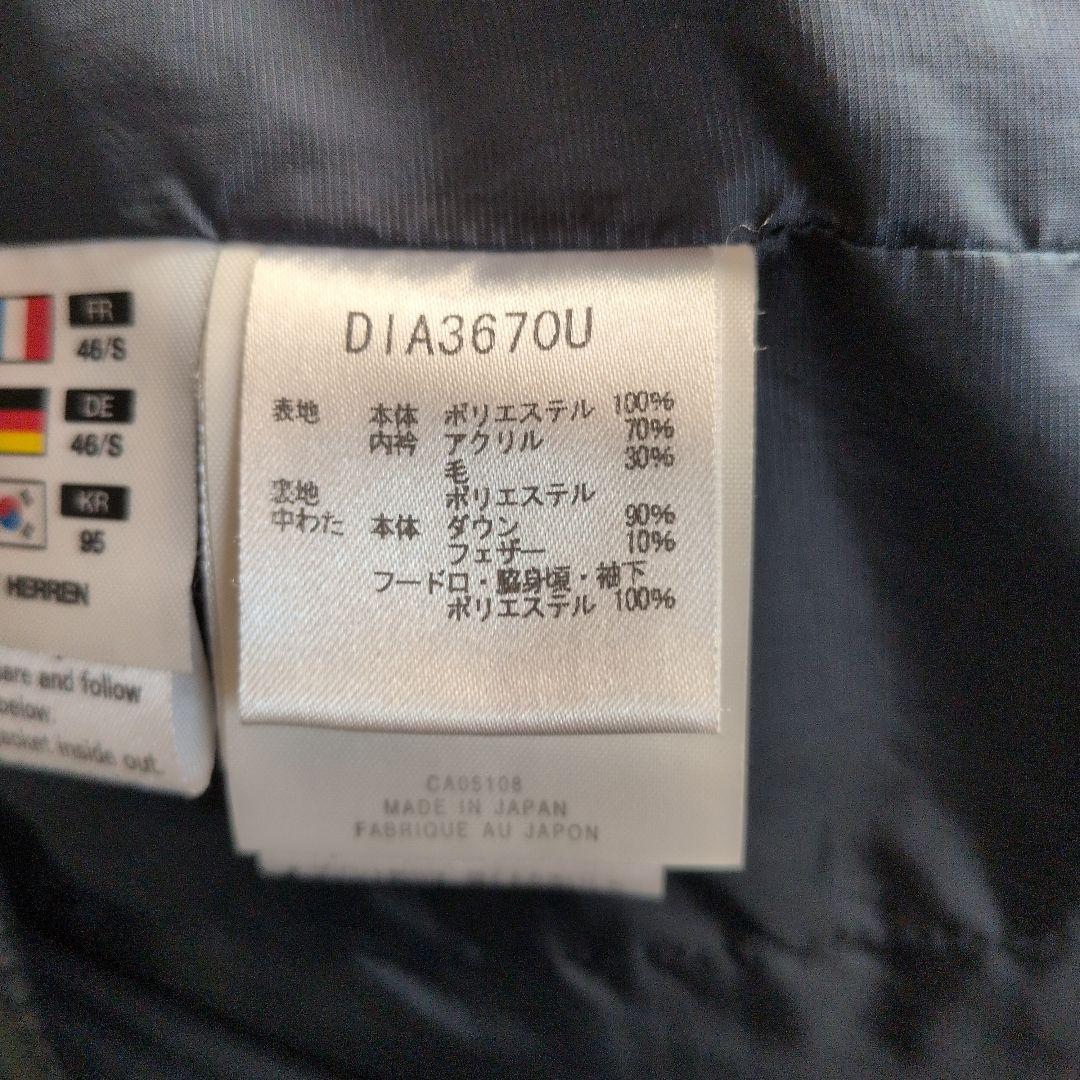 FR
46/S
DE
46/S
KR
95
HERREN
and follow
below.
jacket inside out.
DIA3670U
表地 本体 ポリエステル 100%
内衿 アクリル 70%
毛 30%
裏地 ポリエステル
中わた 本体 ダウン 90%
フェザー 10%
フードロ・脇身頃・袖下
ポリエステル 100%
CA05108
MADE IN JAPAN
FABRIQUE AU JAPON